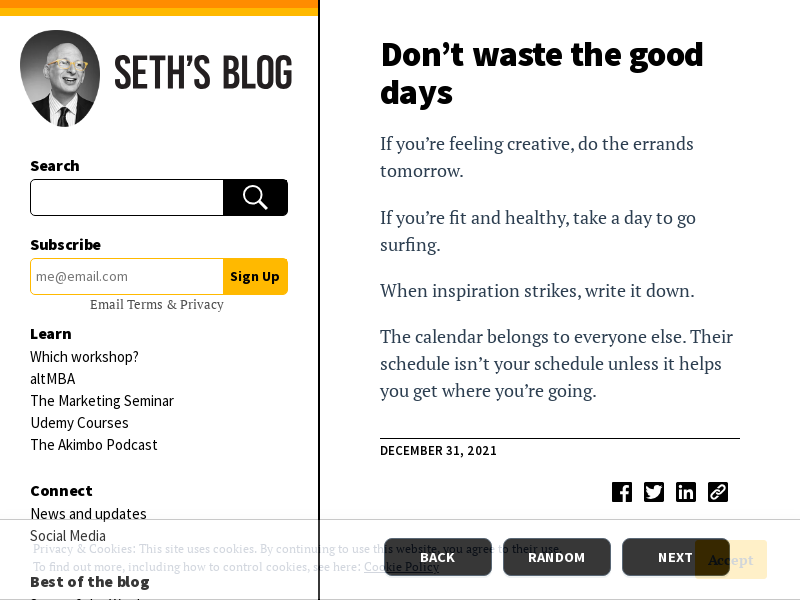 SETH'S BLOG
Search
Subscribe
me@email.com
Sign Up
Email Terms & Privacy
Learn
Which workshop?
altMBA
The Marketing Seminar
Udemy Courses
The Akimbo Podcast
Connect
News and updates
Social Media
Best of the blog
Don’t waste the good
days
If you’re feeling creative, do the errands
tomorrow.
If you’re fit and healthy, take a day to go
surfing.
When inspiration strikes, write it down.
The calendar belongs to everyone else. Their
schedule isn’t your schedule unless it helps
you get where you’re going.
DECEMBER 31, 2021
BACK
RANDOM
NEXT
Privacy & Cookies: This site uses cookies. By continuing to use this website, you agree to their use.
To find out more, including how to control cookies, see here: Cookie Policy
Accept